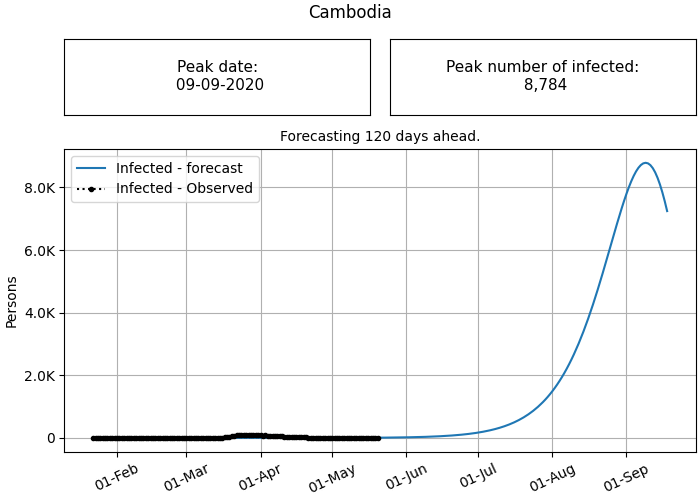 Cambodia
Peak date:
09-09-2020
Peak number of infected:
8,784
Forecasting 120 days ahead.
Infected - forecast
Infected - Observed
8.0K
6.0K
4.0K
2.0K
0
Persons
01-Feb
01-Mar
01-Apr
01-May
01-Jun
01-Jul
01-Aug
01-Sep